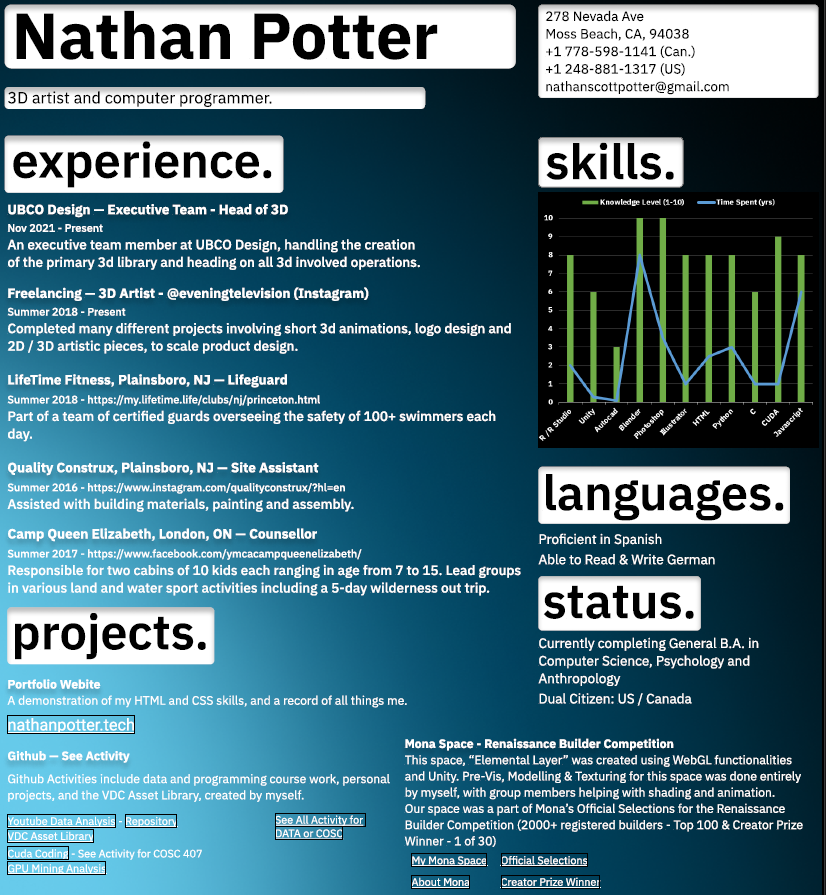 Nathan Potter
3D artist and computer programmer.
278 Nevada Ave
Moss Beach, CA, 94038
+1 778-598-1141 (Can.)
+1 248-881-1317 (US)
nathanscottpotter@gmail.com
experience.
UBCO Design — Executive Team - Head of 3D
Nov 2021 - Present
An executive team member at UBCO Design, handling the creation
of the primary 3d library and heading on all 3d involved operations.
Freelancing — 3D Artist - @eveningtelevision (Instagram)
Summer 2018 - Present
Completed many different projects involving short 3d animations, logo design and
2D / 3D artistic pieces, to scale product design.
LifeTime Fitness, Plainsboro, NJ — Lifeguard
Summer 2018 - https://my.lifetime.life/clubs/nj/princeton.html
Part of a team of certified guards overseeing the safety of 100+ swimmers each
day.
Quality Construx, Plainsboro, NJ — Site Assistant
Summer 2016 - https://www.instagram.com/qualityconstrux/?hl=en
Assisted with building materials, painting and assembly.
Camp Queen Elizabeth, London, ON — Counsellor
Summer 2017 - https://www.facebook.com/ymcacampqueenelizabeth/
Responsible for two cabins of 10 kids each ranging in age from 7 to 15. Lead groups
in various land and water sport activities including a 5-day wilderness out trip.
skills.
Knowledge Level (1-10) Time Spent (yrs)
10
9
8
7
6
5
4
3
2
1
0
R / R Studio
Unity
Autocad
Blender
Photoshop
Illustrator
HTML
Python
C
CUDA
Javascript
languages.
Proficient in Spanish
Able to Read & Write German
status.
Currently completing General B.A. in
Computer Science, Psychology and
Anthropology
Dual Citizen: US / Canada
projects.
Portfolio Webite
A demonstration of my HTML and CSS skills, and a record of all things me.
nathanpotter.tech
Github — See Activity
Github Activities include data and programming course work, personal
projects, and the VDC Asset Library, created by myself.
Youtube Data Analysis - Repository
VDC Asset Library
Cuda Coding - See Activity for COSC 407
GPU Mining Analysis
See All Activity for
DATA or COSC
Mona Space - Renaissance Builder Competition
This space, “Elemental Layer” was created using WebGL functionalities
and Unity. Pre-Vis, Modelling & Texturing for this space was done entirely
by myself, with group members helping with shading and animation.
Our space was a part of Mona’s Official Selections for the Renaissance
Builder Competition (2000+ registered builders - Top 100 & Creator Prize
Winner - 1 of 30)
My Mona Space Official Selections
About Mona Creator Prize Winner